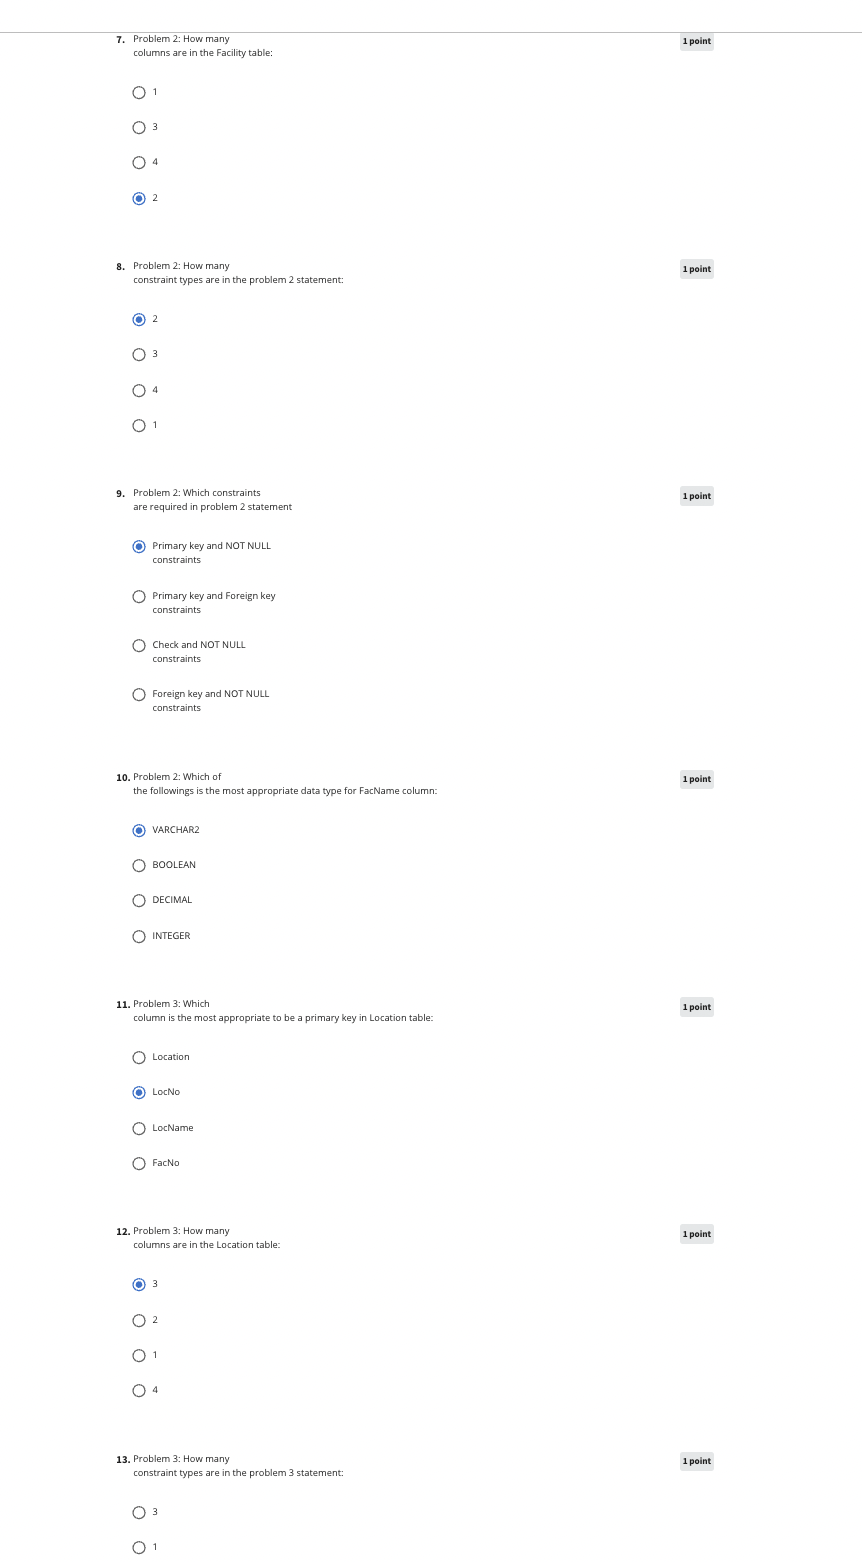 7. Problem 2: How many
columns are in the Facility table:
1 point
1
3
4
2
8. Problem 2: How many
constraint types are in the problem 2 statement:
1 point
2
3
4
1
9. Problem 2: Which constraints
are required in problem 2 statement
1 point
Primary key and NOT NULL
constraints
Primary key and Foreign key
constraints
Check and NOT NULL
constraints
Foreign key and NOT NULL
constraints
10. Problem 2: Which of
the followings is the most appropriate data type for FacName column:
1 point
VARCHAR2
BOOLEAN
DECIMAL
INTEGER
11. Problem 3: Which
column is the most appropriate to be a primary key in Location table:
1 point
Location
LocNo
LocName
FacNo
12. Problem 3: How many
columns are in the Location table:
1 point
3
2
1
4
13. Problem 3: How many
constraint types are in the problem 3 statement:
1 point
3
1